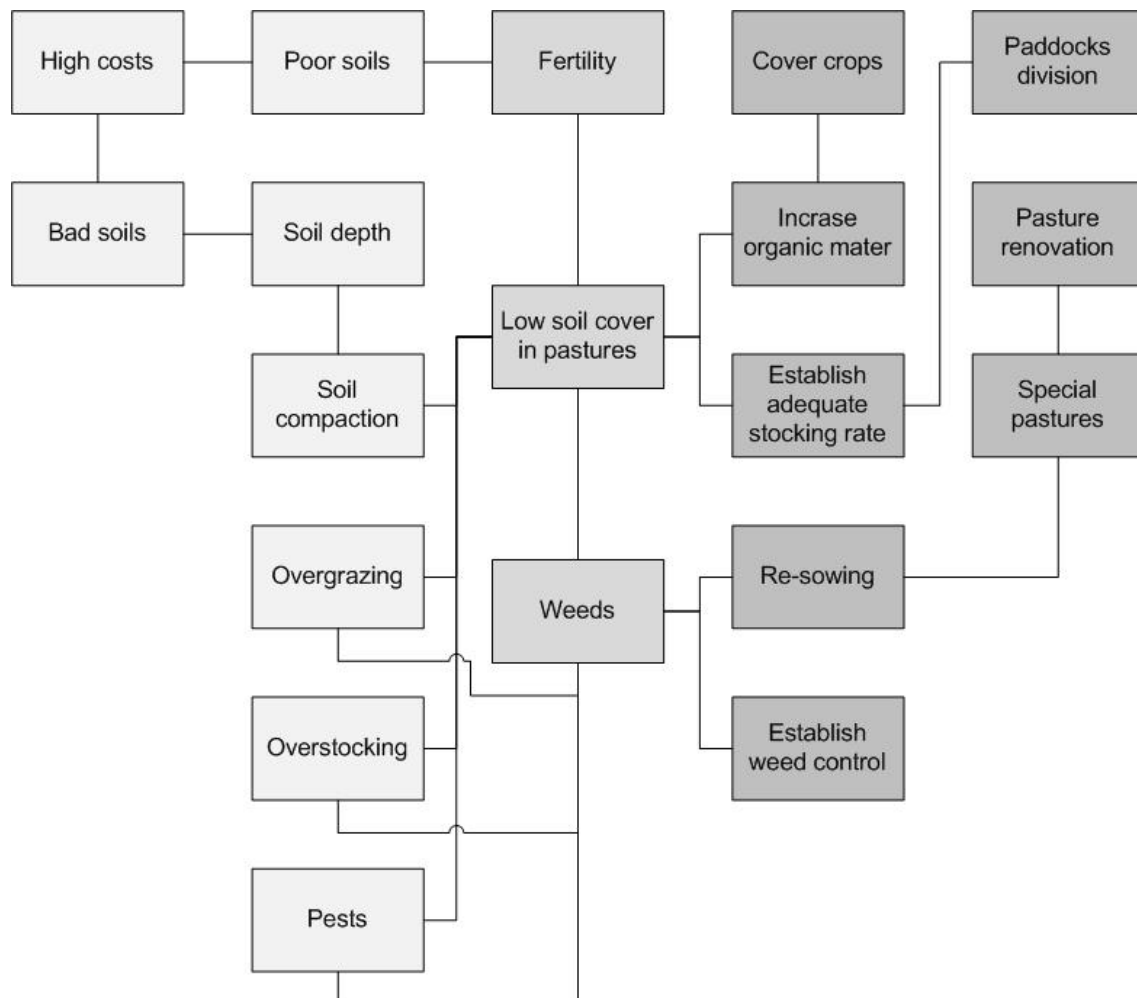 High costs
Poor soils
Fertility
Cover crops
Paddocks
division
Bad soils
Soil depth
Incrase
organic mater
Pasture
renovation
Low soil cover
in pastures
Soil
compaction
Establish
adequate
stocking rate
Special
pastures
Overgrazing
Weeds
Re-sowing
Overstocking
Establish
weed control
Pests